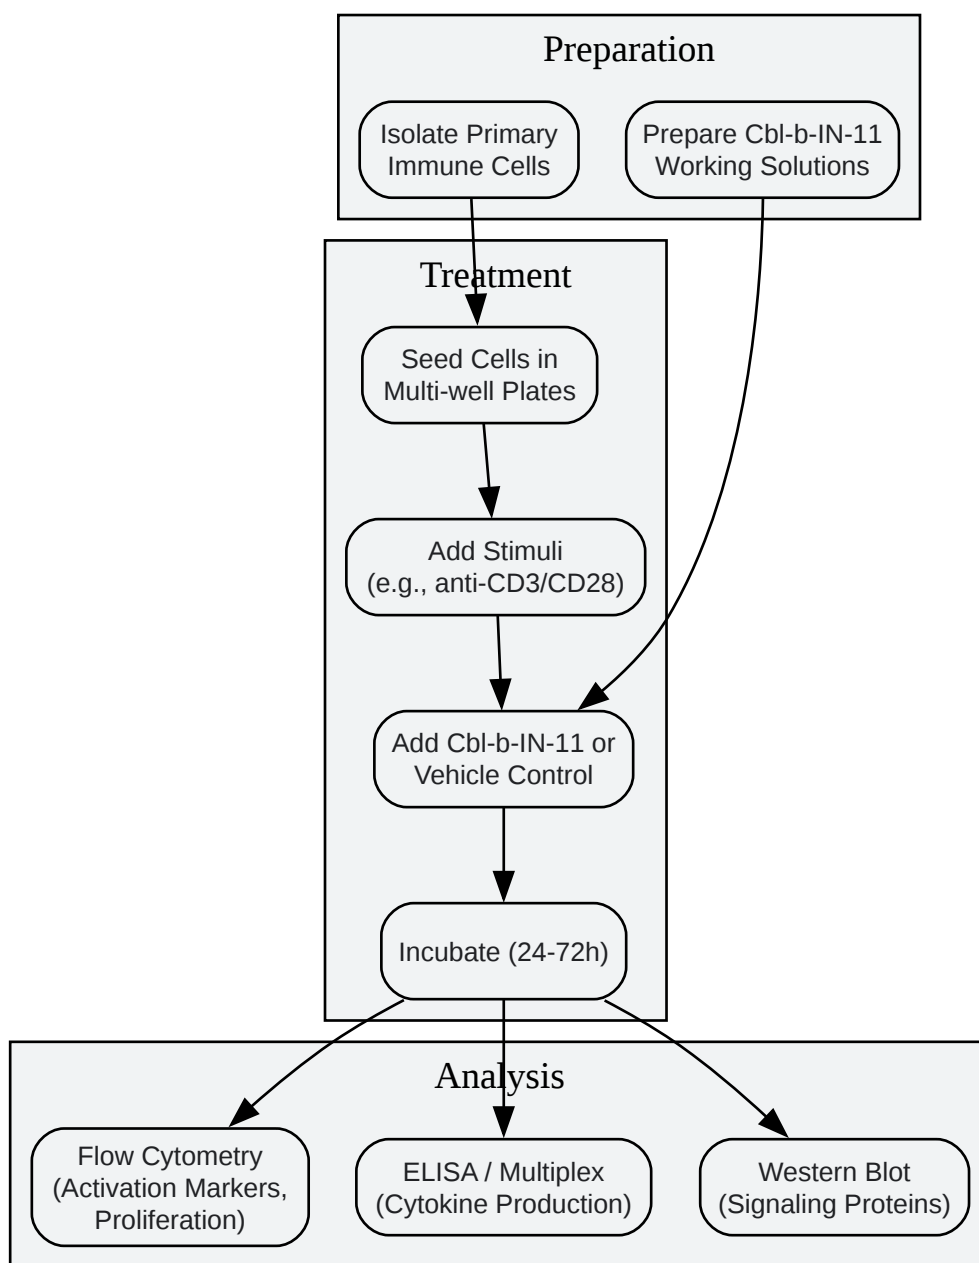 Preparation
Isolate Primary
Immune Cells
Prepare Cbl-b-IN-11
Working Solutions
Treatment
Seed Cells in
Multi-well Plates
Add Stimuli
(e.g., anti-CD3/CD28)
Add Cbl-b-IN-11 or
Vehicle Control
Incubate (24-72h)
Analysis
Flow Cytometry
(Activation Markers,
Proliferation)
ELISA / Multiplex
(Cytokine Production)
Western Blot
(Signaling Proteins)